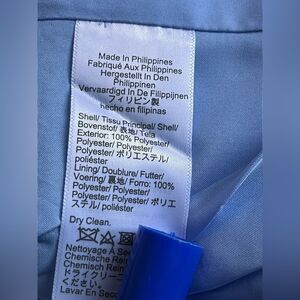 Made In Philippines
Fabriqué Aux Philippines
Hergestellt In Den
Philippinen
Vervaardigd In De Filippijnen
フィリピン製
hecho en filipinas
Shell/ Tissu Principal/ Shell/
Bovenstof/ 表地/ Tela
Exterior: 100% Polyester/
Polyester/ Polyester/
Polyester/ ポリエステル/
poliéster
Lining/ Doublure/ Futter/
Voering/ 裏地/ Forro: 100%
Polyester/ Polyester/
Polyester/ Polyester/ ポリエ
ステル/ poliéster
Dry Clean.
Nettoyage À Sec
Chemische Rein
Chemisch Rein
ドライクリー
Lavar En Seco